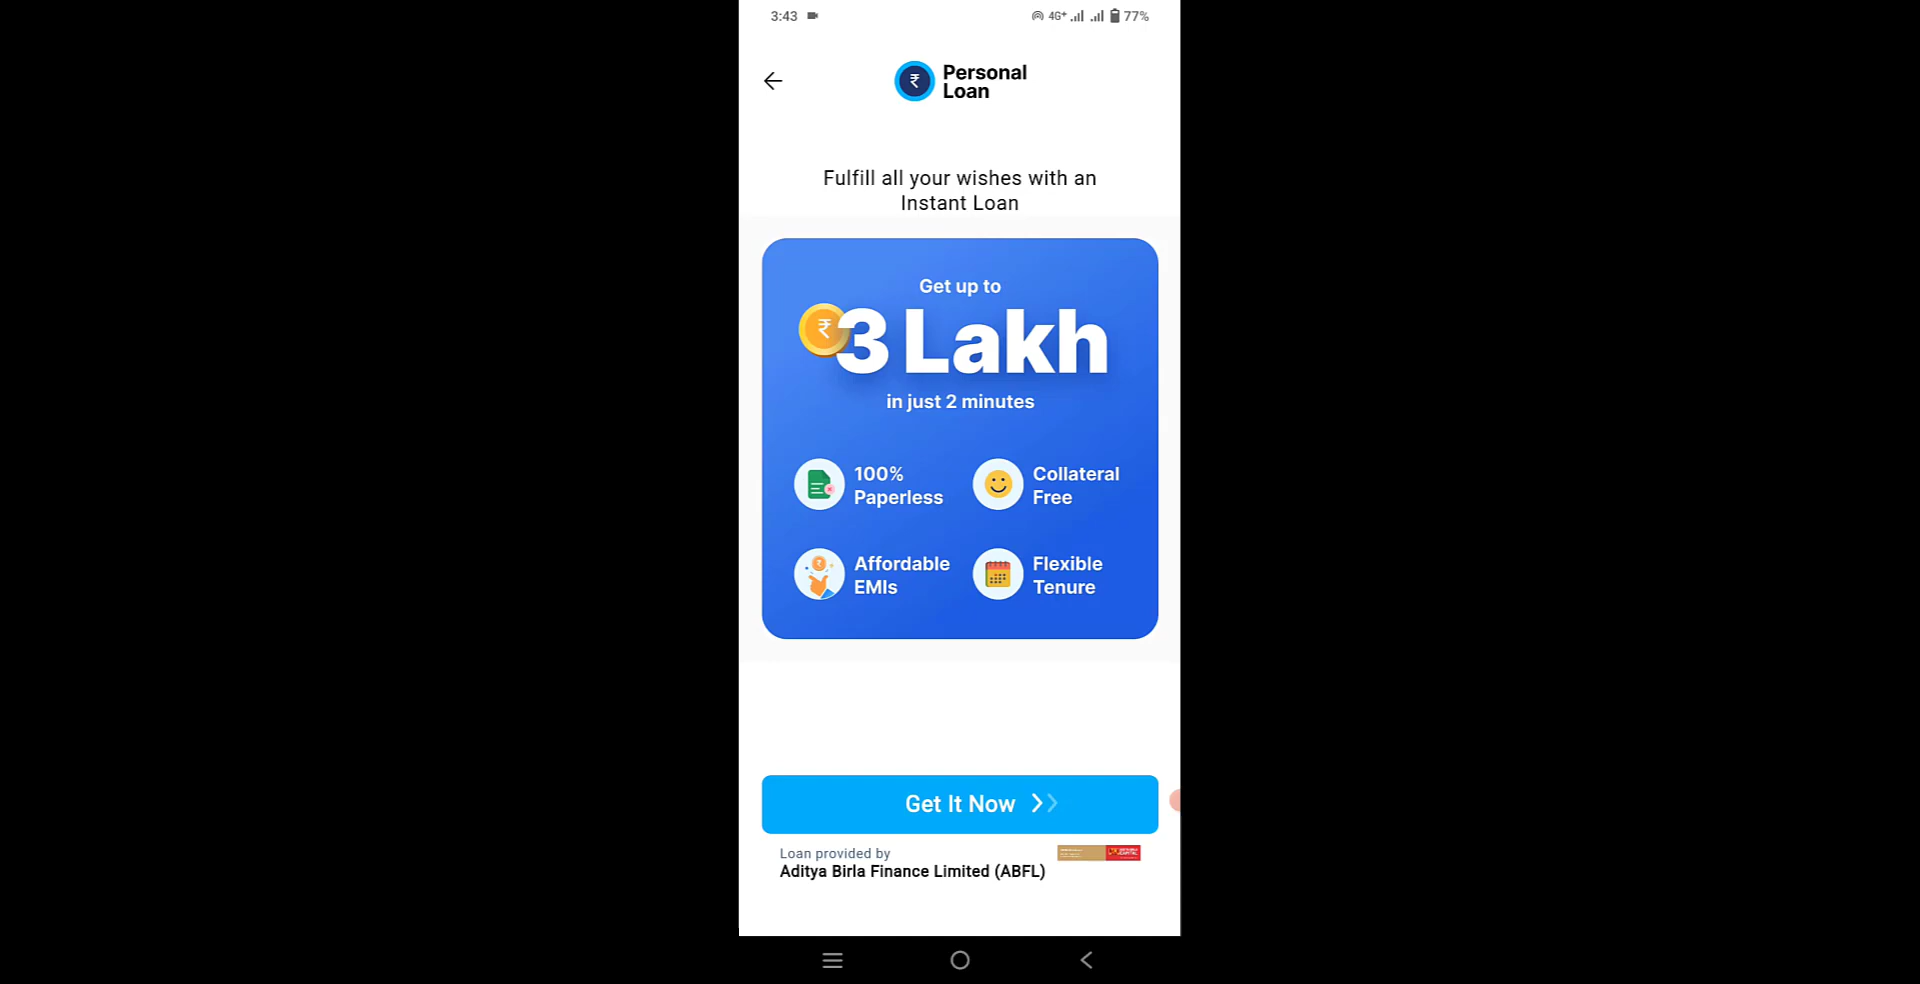 3:43 4G+ 77%
Personal
Loan
Fulfill all your wishes with an
Instant Loan
Get up to
₹ 3 Lakh
in just 2 minutes
100%
Paperless
Collateral
Free
Affordable
EMIs
Flexible
Tenure
Get It Now
Loan provided by
Aditya Birla Finance Limited (ABFL)